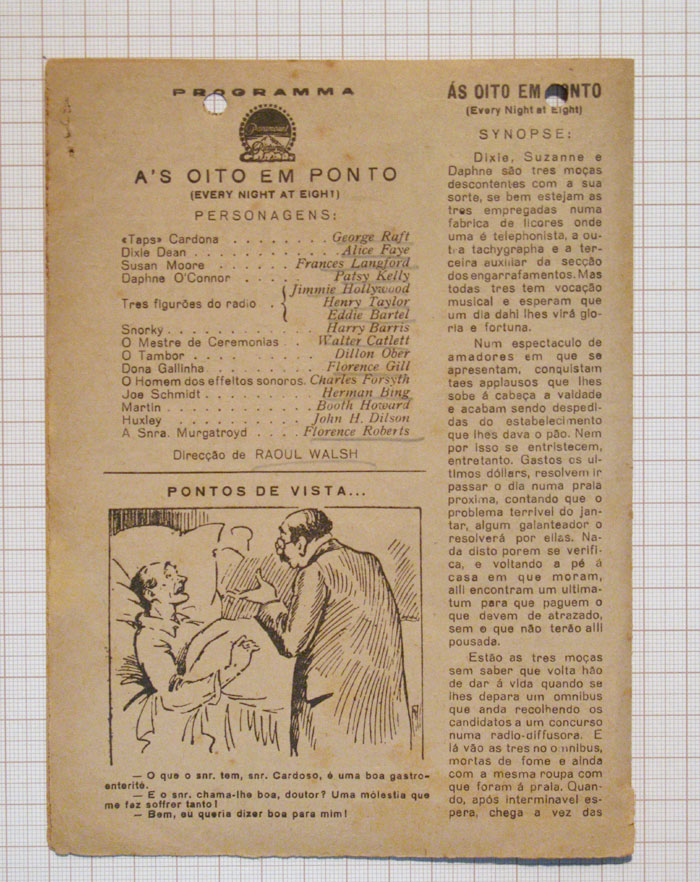 PROGRAMMA
Paramount
A'S OITO EM PONTO
(EVERY NIGHT AT EIGHT)
PERSONAGENS:
«Taps» Cardona . . . . . . . . George Raft
Dixie Dean . . . . . . . . . . Alice Faye
Susan Moore . . . . . . . Frances Langford
Daphne O'Connor . . . . . . . Patsy Kelly
Jimmie Hollywood
Tres figurões do radio . Henry Taylor
Eddie Bartel
Snorky . . . . . . . . . . . Harry Barris
O Mestre de Ceremonias . . Walter Catlett
O Tambor . . . . . . . . . . Dillon Ober
Dona Gallinha . . . . . . . Florence Gill
O Homem dos effeitos sonoros. Charles Forsyth
Joe Schmidt . . . . . . . . Herman Bing
Martin . . . . . . . . . . Booth Howard
Huxley . . . . . . . . . John H. Dilson
A Snra. Murgatroyd . . . . Florence Roberts
Direcção de RAOUL WALSH
PONTOS DE VISTA...
— O que o snr. tem, snr. Cardoso, é uma boa gastro-
enterite.
— E o snr. chama-lhe boa, doutor? Uma molestia que
me faz soffrer tanto!
— Bem, eu queria dizer boa para mim!
ÁS OITO EM PONTO
(Every Night at Eight)
SYNOPSE:
Dixie, Suzanne e
Daphne são tres moças
descontentes com a sua
sorte, se bem estejam as
tres empregadas numa
fabrica de licores onde
uma é telephonista, a ou-
tra tachygrapha e a ter-
ceira auxiliar da secção
dos engarrafamentos. Mas
todas tres tem vocação
musical e esperam que
um dia dahi lhes virá glo-
ria e fortuna.
Num espectaculo de
amadores em que se
apresentam, conquistam
taes applausos que lhes
sobe á cabeça a vaidade
e acabam sendo despedi-
das do estabelecimento
que lhes dava o pão. Nem
por isso se entristecem,
entretanto. Gastos os ul-
timos dóllars, resolvem ir
passar o dia numa praia
proxima, contando que o
problema terrivel do jan-
tar, algum galanteador o
resolverá por ellas. Na-
da disto porem se verifi-
ca, e voltando a pé á
casa em que moram,
alli encontram um ultima-
tum para que paguem o
que devem de atrazado,
sem o que não terão alli
pousada.
Estão as tres moças
sem saber que volta hão
de dar á vida quando se
lhes depara um omnibus
que anda recolhendo os
candidatos a um concurso
numa radio-diffusora. E
lá vão as tres no omnibus,
mortas de fome e ainda
com a mesma roupa com
que foram á praia. Quan-
do, após interminavel es-
pera, chega a vez das